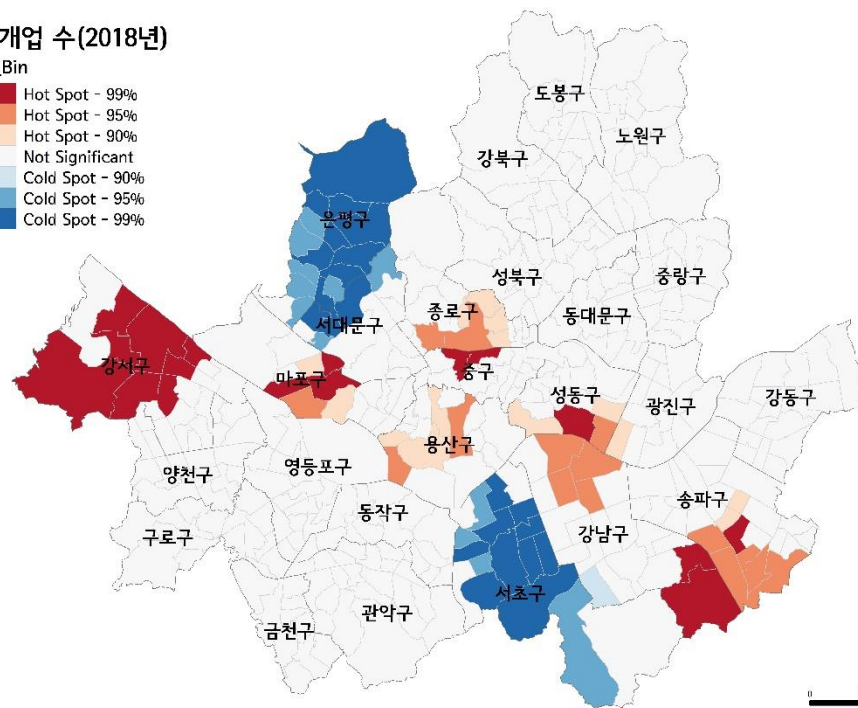 개업 수(2018년)
Bin
Hot Spot - 99%
Hot Spot - 95%
Hot Spot - 90%
Not Significant
Cold Spot - 90%
Cold Spot - 95%
Cold Spot - 99%
도봉구
노원구
강북구
은평구
성북구
중랑구
종로구
동대문구
서대문구
중구
강서구
마포구
성동구
광진구
강동구
용산구
양천구
영등포구
송파구
동작구
강남구
구로구
서초구
관악구
금천구
0